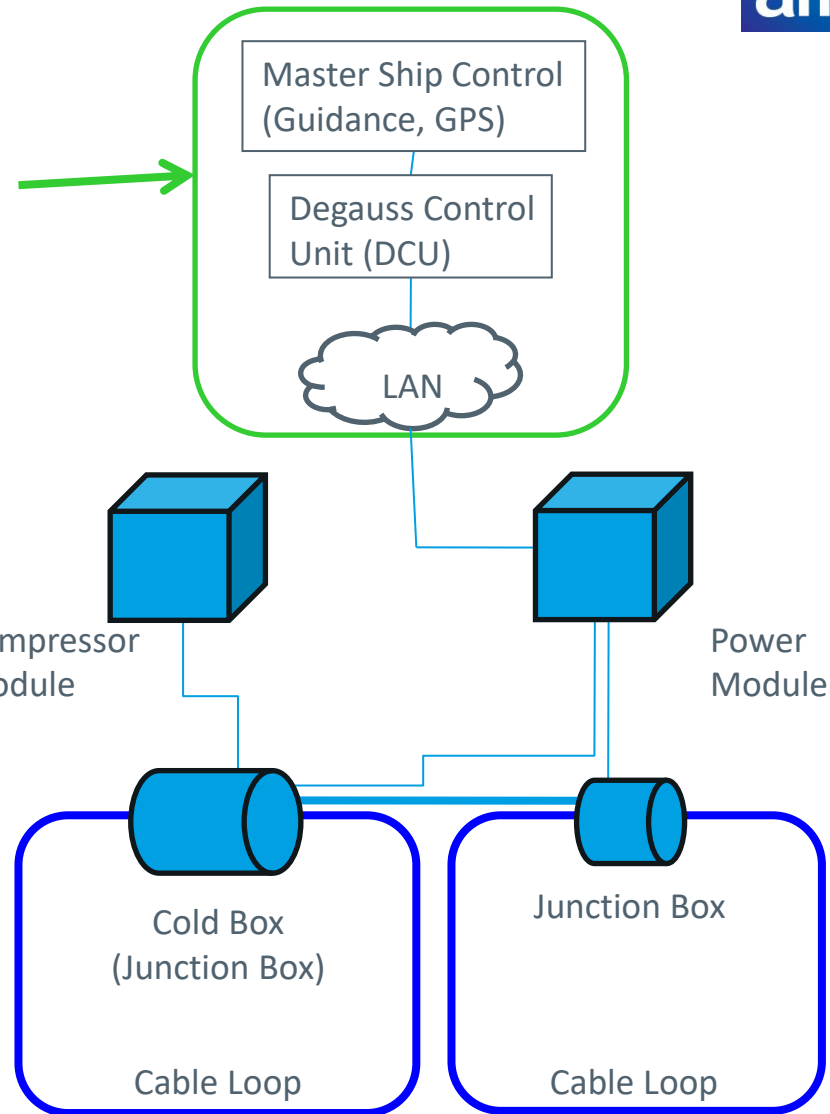 Master Ship Control
(Guidance, GPS)
Degauss Control
Unit (DCU)
LAN
mpressor
odule
Power
Module
Cold Box
(Junction Box)
Junction Box
Cable Loop
Cable Loop